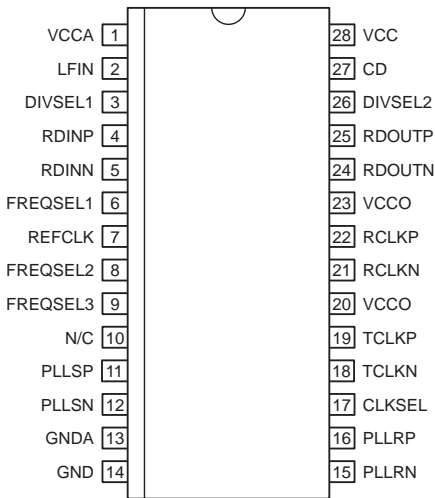 VCCA 1 28 VCC
LFIN 2 27 CD
DIVSEL1 3 26 DIVSEL2
RDINP 4 25 RDOUTP
RDINN 5 24 RDOUTN
FREQSEL1 6 23 VCCO
REFCLK 7 22 RCLKP
FREQSEL2 8 21 RCLKN
FREQSEL3 9 20 VCCO
N/C 10 19 TCLKP
PLLSP 11 18 TCLKN
PLLSN 12 17 CLKSEL
GNDA 13 16 PLLRP
GND 14 15 PLLRN